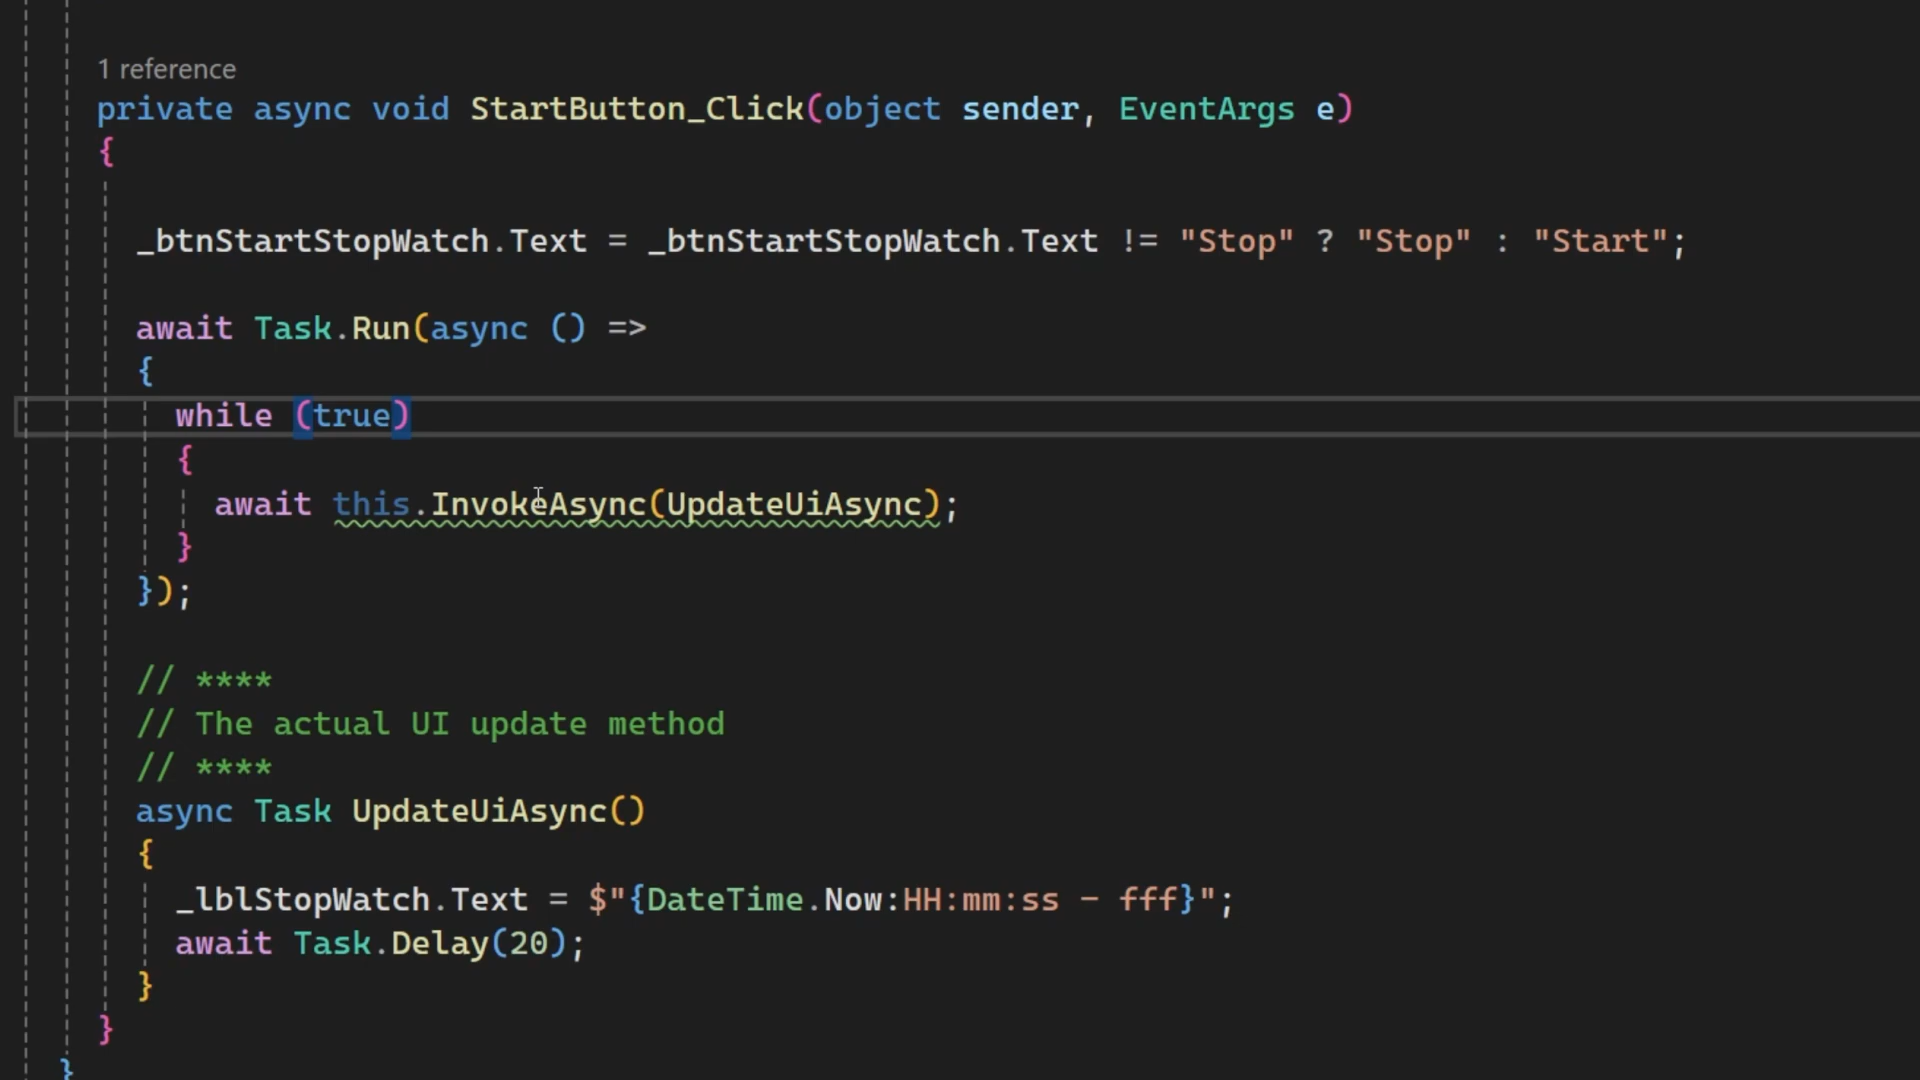 1 reference
private async void StartButton_Click(object sender, EventArgs e)
{
_btnStartStopWatch.Text = _btnStartStopWatch.Text != "Stop" ? "Stop" : "Start";
await Task.Run(async () =>
{
while (true)
{
await this.InvokeAsync(UpdateUiAsync);
}
});
// ****
// The actual UI update method
// ****
async Task UpdateUiAsync()
{
_lblStopWatch.Text = $"{DateTime.Now:HH:mm:ss - fff}";
await Task.Delay(20);
}
}
}